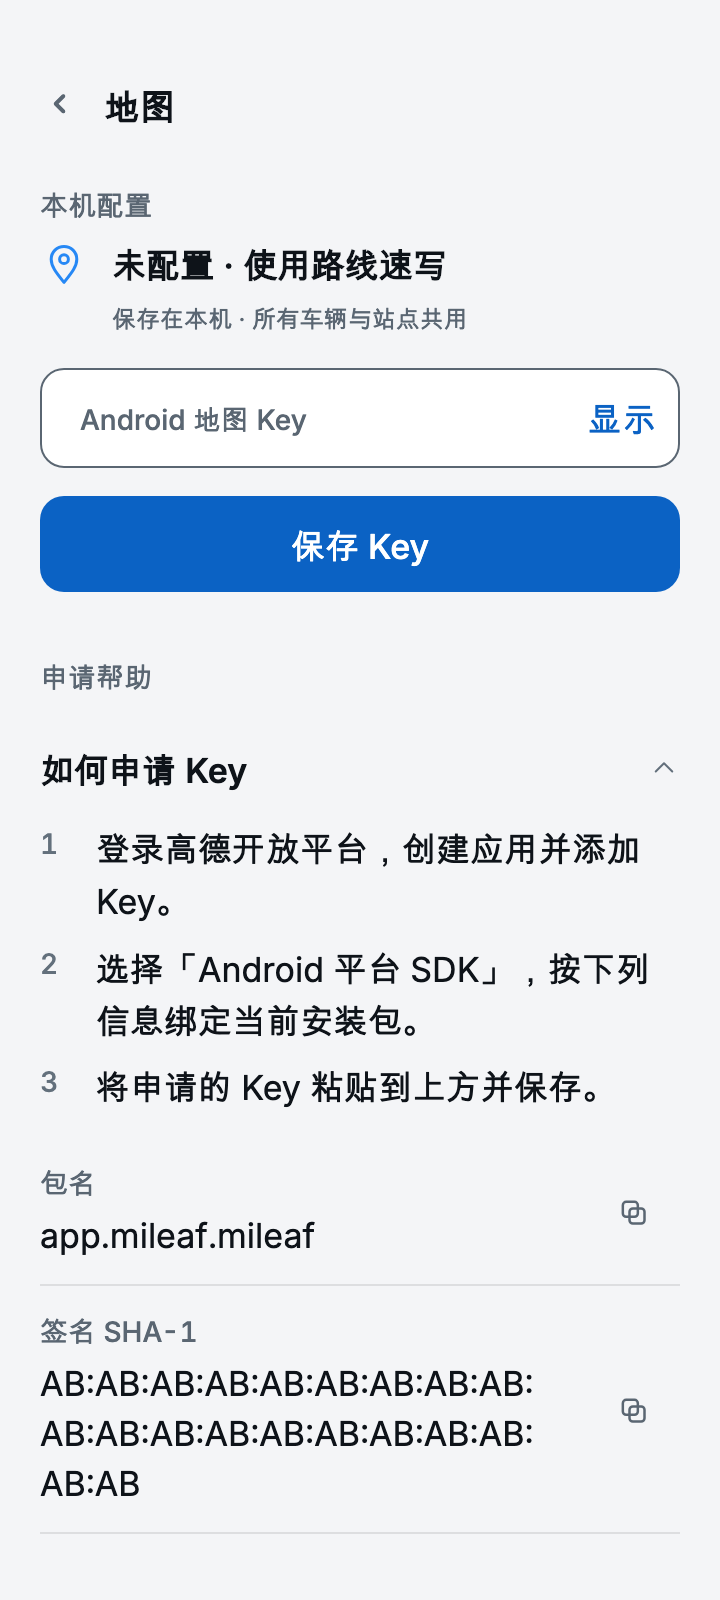 地图
本机配置
未配置 · 使用路线速写
保存在本机 · 所有车辆与站点共用
Android 地图 Key
显示
保存 Key
申请帮助
如何申请 Key
1 登录高德开放平台，创建应用并添加
Key。
2 选择「Android 平台 SDK」，按下列
信息绑定当前安装包。
3 将申请的 Key 粘贴到上方并保存。
包名
app.mileaf.mileaf
签名 SHA-1
AB:AB:AB:AB:AB:AB:AB:AB:AB:
AB:AB:AB:AB:AB:AB:AB:AB:AB:
AB:AB